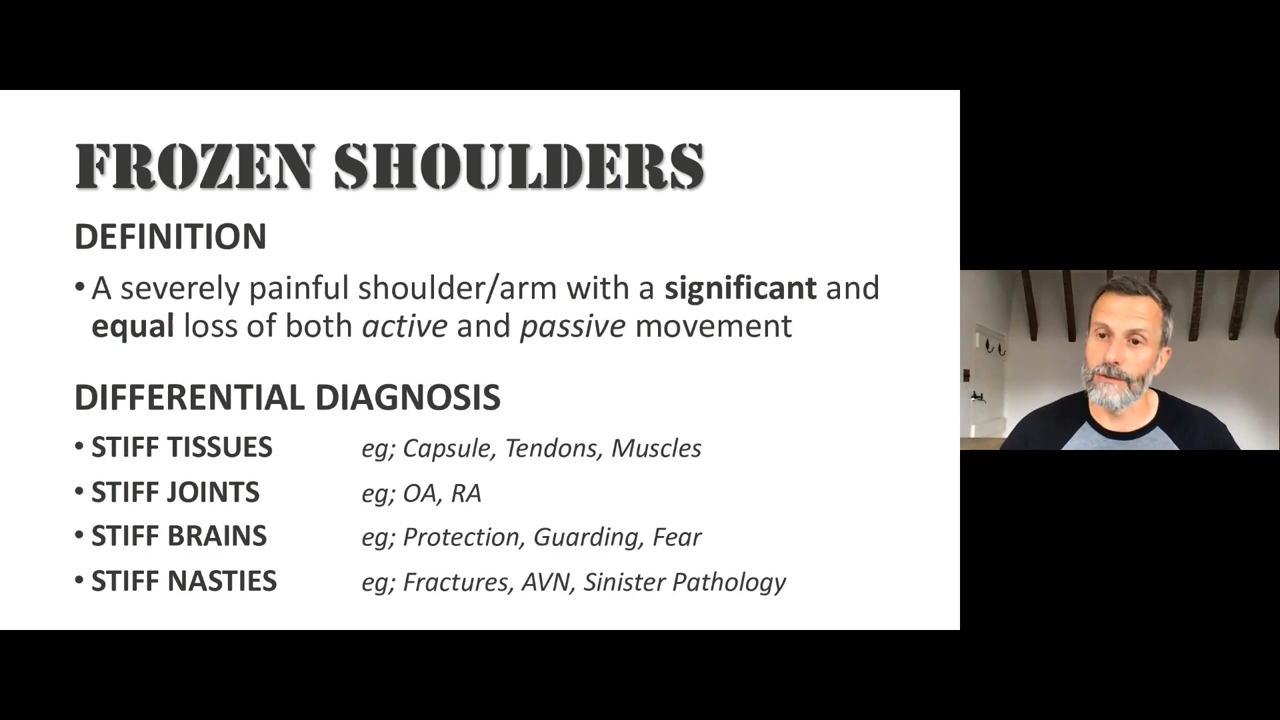 FROZEN SHOULDERS
DEFINITION
• A severely painful shoulder/arm with a significant and
equal loss of both active and passive movement
DIFFERENTIAL DIAGNOSIS
• STIFF TISSUES eg; Capsule, Tendons, Muscles
• STIFF JOINTS eg; OA, RA
• STIFF BRAINS eg; Protection, Guarding, Fear
• STIFF NASTIES eg; Fractures, AVN, Sinister Pathology